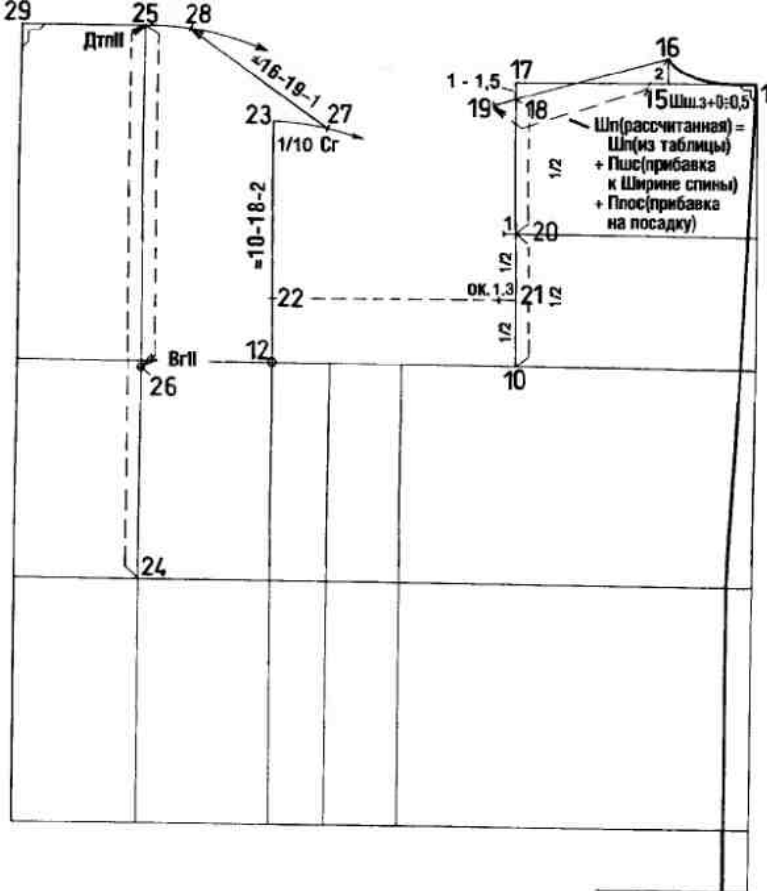 29
25
28
16
ДтпII
≤16-19-1
17
2
1 - 1,5
1
19
18
15 Шш.з+0÷0,5
23
27
1/10 Сг
Шп(рассчитанная) =
Шп(из таблицы)
+ Пшс(прибавка
к Ширине спины)
+ Ппос(прибавка
на посадку)
1/2
=10-18-2
1
20
1/2
22
ок. 1,3
21
1/2
1/2
ВгII
12
10
26
24